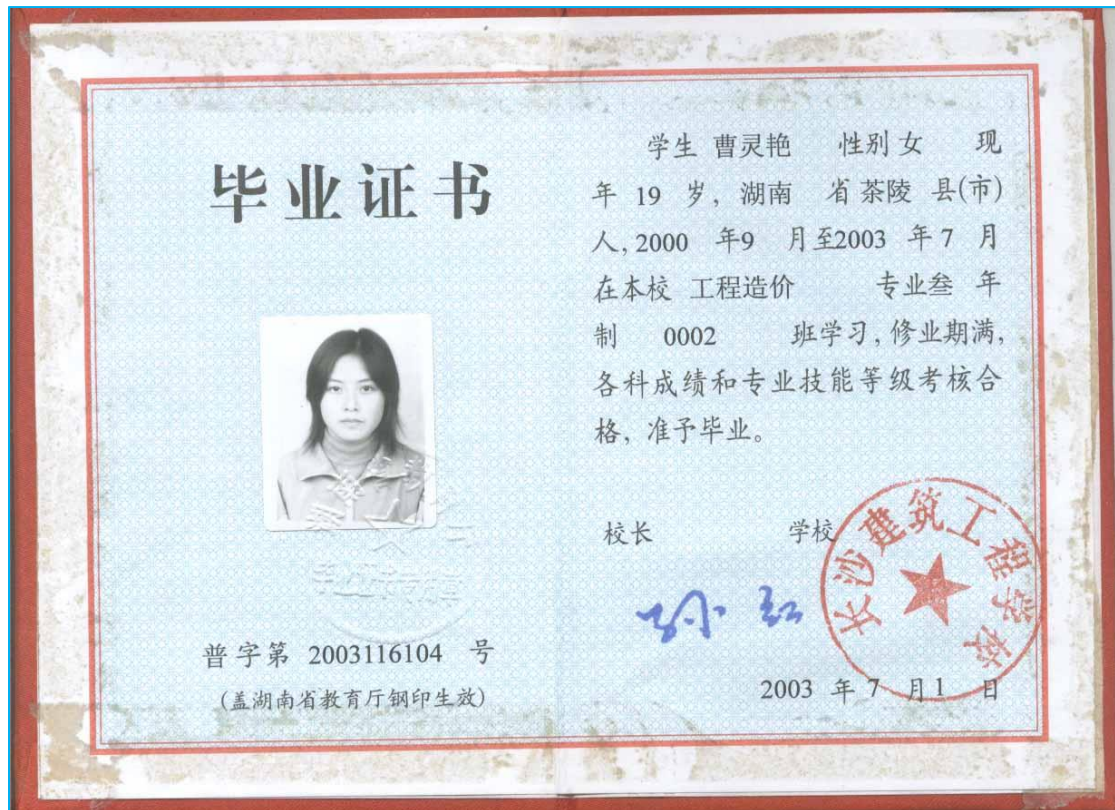 毕业证书
普字第 2003116104 号
(盖湖南省教育厅钢印生效)
学生 曹灵艳 性别 女 现
年 19 岁, 湖南 省 茶陵 县(市)
人, 2000 年9 月至2003 年 7 月
在本校 工程造价 专业叁 年
制 0002 班学习, 修业期满,
各科成绩和专业技能等级考核合
格, 准予毕业。
校长 学校
孙红
长沙建筑工程学校
2003 年 7 月 1 日